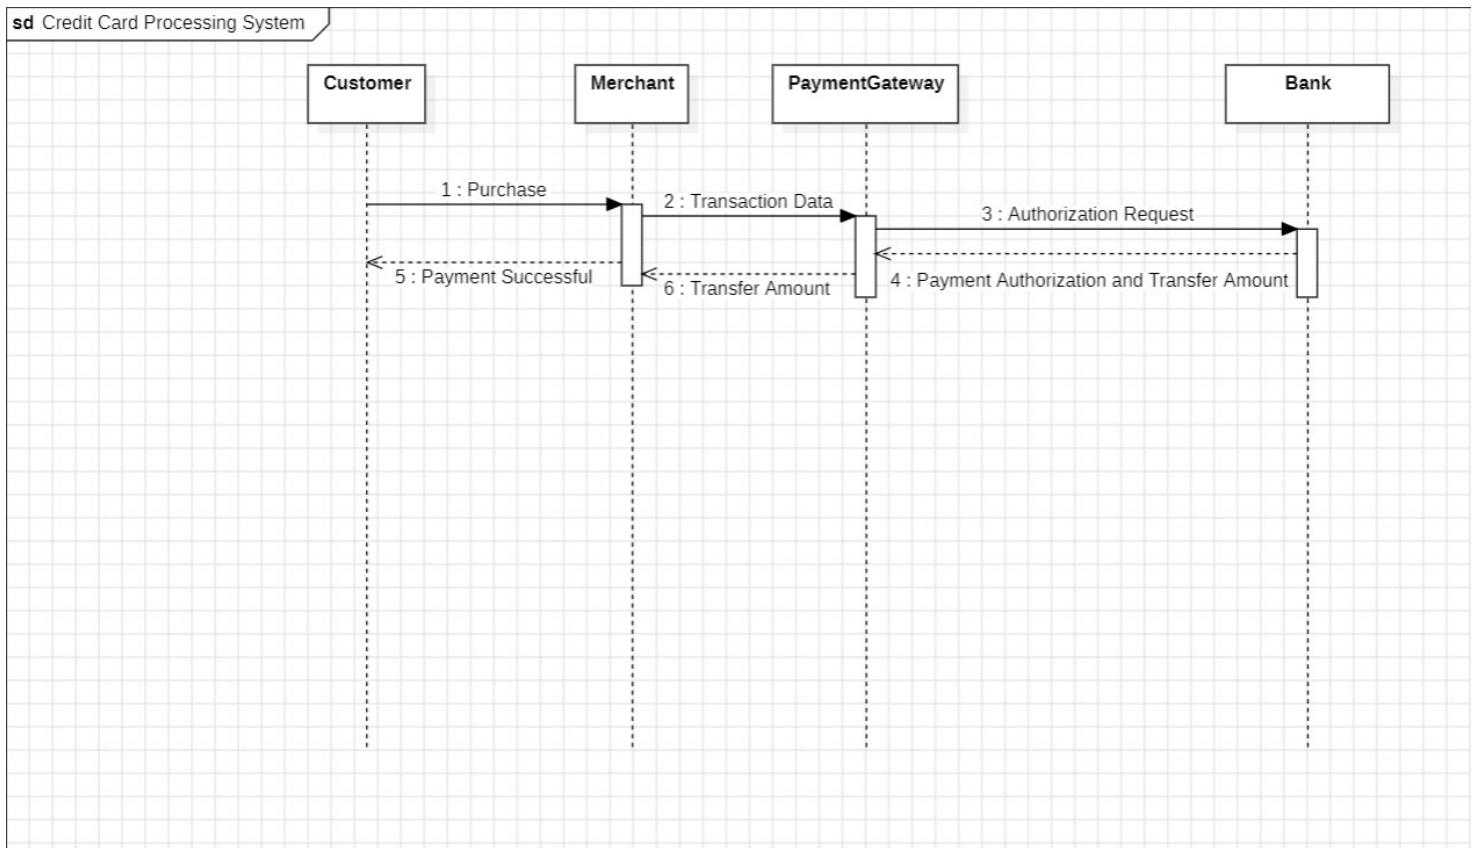 sd Credit Card Processing System
Customer
Merchant
PaymentGateway
Bank
1 : Purchase
2 : Transaction Data
3 : Authorization Request
5 : Payment Successful
6 : Transfer Amount
4 : Payment Authorization and Transfer Amount